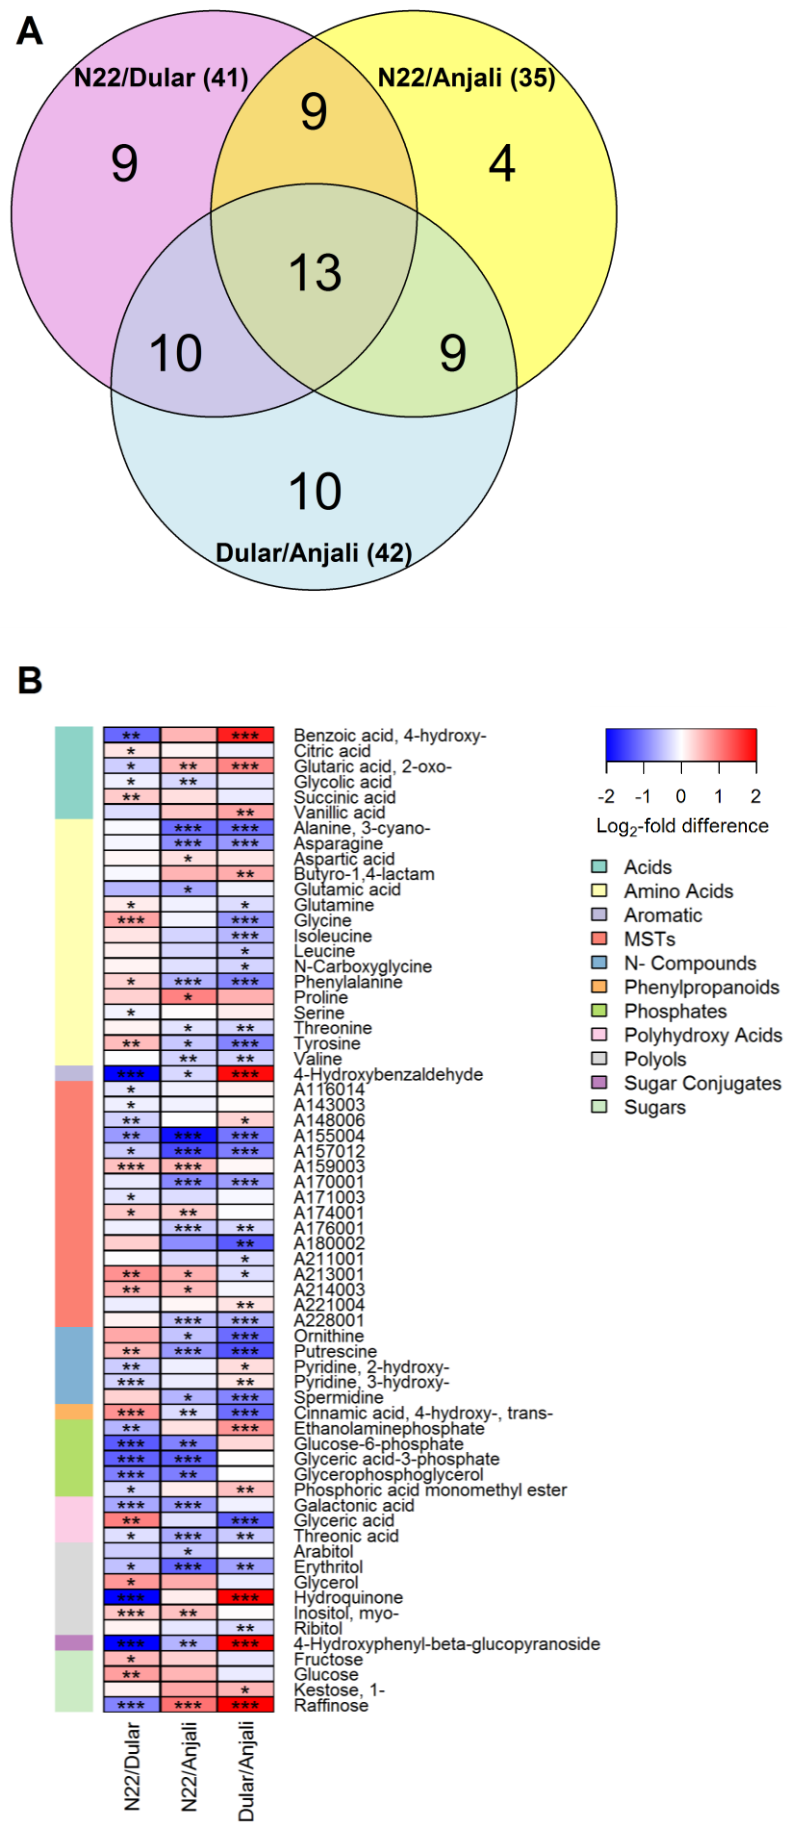 A
N22/Dular (41)
N22/Anjali (35)
9
9
4
13
10
9
10
Dular/Anjali (42)
B
** *** Benzoic acid, 4-hydroxy-
* Citric acid
* ** *** Glutaric acid, 2-oxo-
* ** Glycolic acid
** Succinic acid
** Vanillic acid
*** *** Alanine, 3-cyano-
*** *** Asparagine
* Aspartic acid
** Butyro-1,4-lactam
* Glutamic acid
* * Glutamine
*** *** Glycine
*** Isoleucine
* Leucine
* N-Carboxyglycine
* *** *** Phenylalanine
* Proline
* Serine
* ** Threonine
** * *** Tyrosine
** ** Valine
*** * *** 4-Hydroxybenzaldehyde
* A116014
* A143003
** * A148006
** *** *** A155004
* *** *** A157012
*** *** A159003
*** *** A170001
* A171003
* ** A174001
*** ** A176001
** A180002
* A211001
** * * A213001
** * A214003
** A221004
*** *** A228001
* *** Ornithine
** *** *** Putrescine
** * Pyridine, 2-hydroxy-
*** ** Pyridine, 3-hydroxy-
* *** Spermidine
*** ** *** Cinnamic acid, 4-hydroxy-, trans-
** *** Ethanolaminephosphate
*** ** Glucose-6-phosphate
*** *** Glyceric acid-3-phosphate
*** ** Glycerophosphoglycerol
* ** Phosphoric acid monomethyl ester
*** *** Galactonic acid
** *** Glyceric acid
* *** ** Threonic acid
* Arabitol
* *** ** Erythritol
* Glycerol
*** *** Hydroquinone
*** ** Inositol, myo-
** Ribitol
*** ** *** 4-Hydroxyphenyl-beta-glucopyranoside
* Fructose
** Glucose
* Kestose, 1-
*** *** *** Raffinose
N22/Dular
N22/Anjali
Dular/Anjali
-2 -1 0 1 2
Log2-fold difference
Acids
Amino Acids
Aromatic
MSTs
N- Compounds
Phenylpropanoids
Phosphates
Polyhydroxy Acids
Polyols
Sugar Conjugates
Sugars